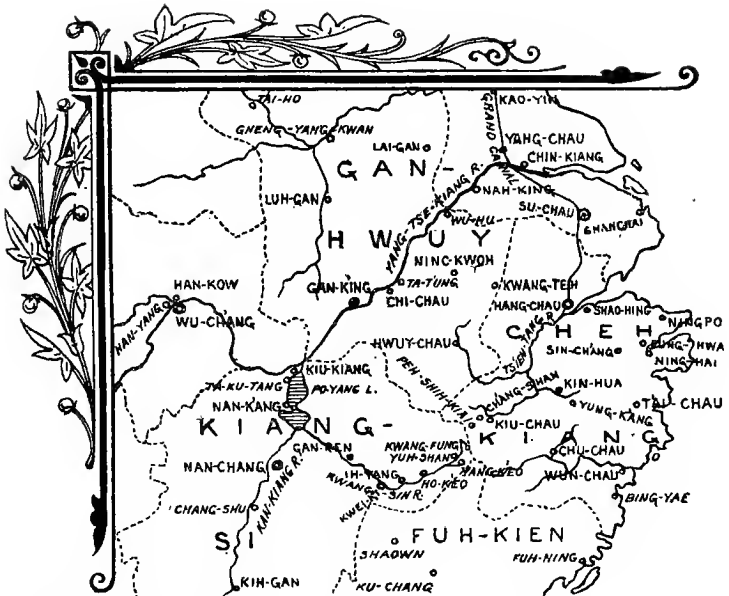 TAI-HO
KAO-YIN
GRAND CANAL
GHENG-YANG-KWAN
LAI-GAN
YANG-CHAU
CHIN-KIANG
GAN-
LUH-GAN
NAH-KING
YANG-TSE-KIANG R.
WU-HU
SU-CHAU
SHANGHAI
HWUY
NING-KWOH
HAN-KOW
GAN-KING
TA-TUNG
CHI-CHAU
KWANG-TEH
HANG-CHAU
SHAO-HING
NINGPO
HAN-YANG
WU-CHANG
TSIEN-TANG R.
CHEH
FUNG-HWA
HWUY-CHAU
SIN-CHANG
NING-HAI
KIU-KIANG
TA-KU-TANG
PO-YANG L.
PEH SHIH KIAI
CHANG-SHAN
KIN-HUA
NAN-KANG
YUNG-KANG
TAI-CHAU
KIANG-
KIU-CHAU
KIANG
GAN-REN
KWANG-FUNG
YUH-SHAN
CHU-CHAU
NAN-CHANG
KAN-KIANG R.
IH-YANG
HO-KEO
YANG-KEO
WUN-CHAU
KWANG-SIN R.
KWEI-KI
BING-YAE
CHANG-SHU
SI
FUH-KIEN
SHAOWN
FUH-NING
KIH-GAN
KU-CHANG